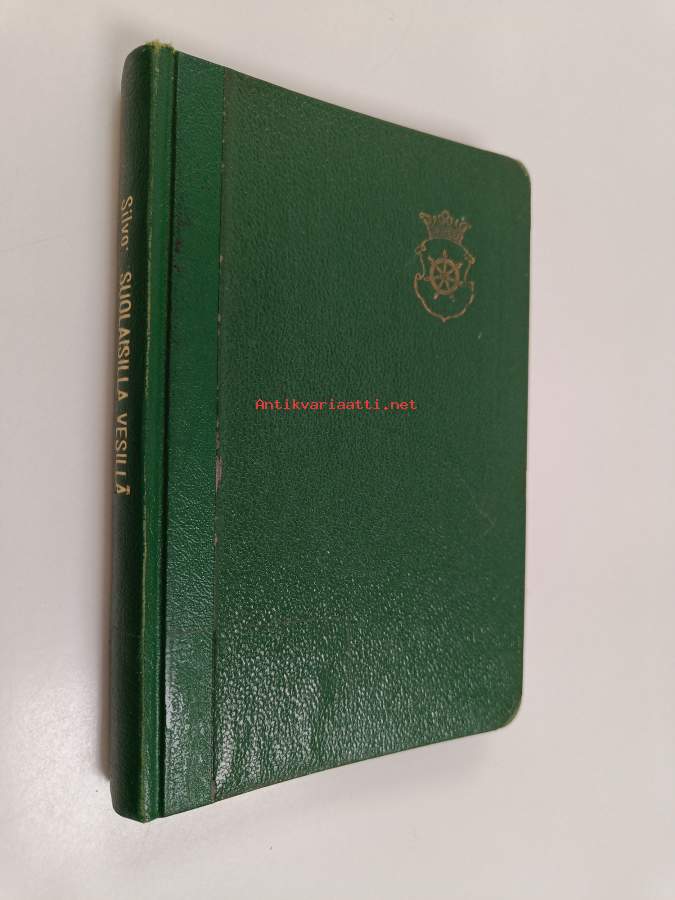 Silvo: SUOLAISILLA VESILLÄ
Antikvariaatti.net